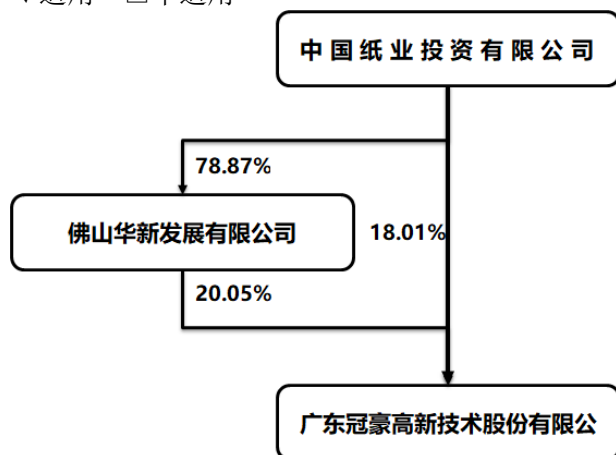 中国纸业投资有限公司
78.87%
佛山华新发展有限公司
18.01%
20.05%
广东冠豪高新技术股份有限公